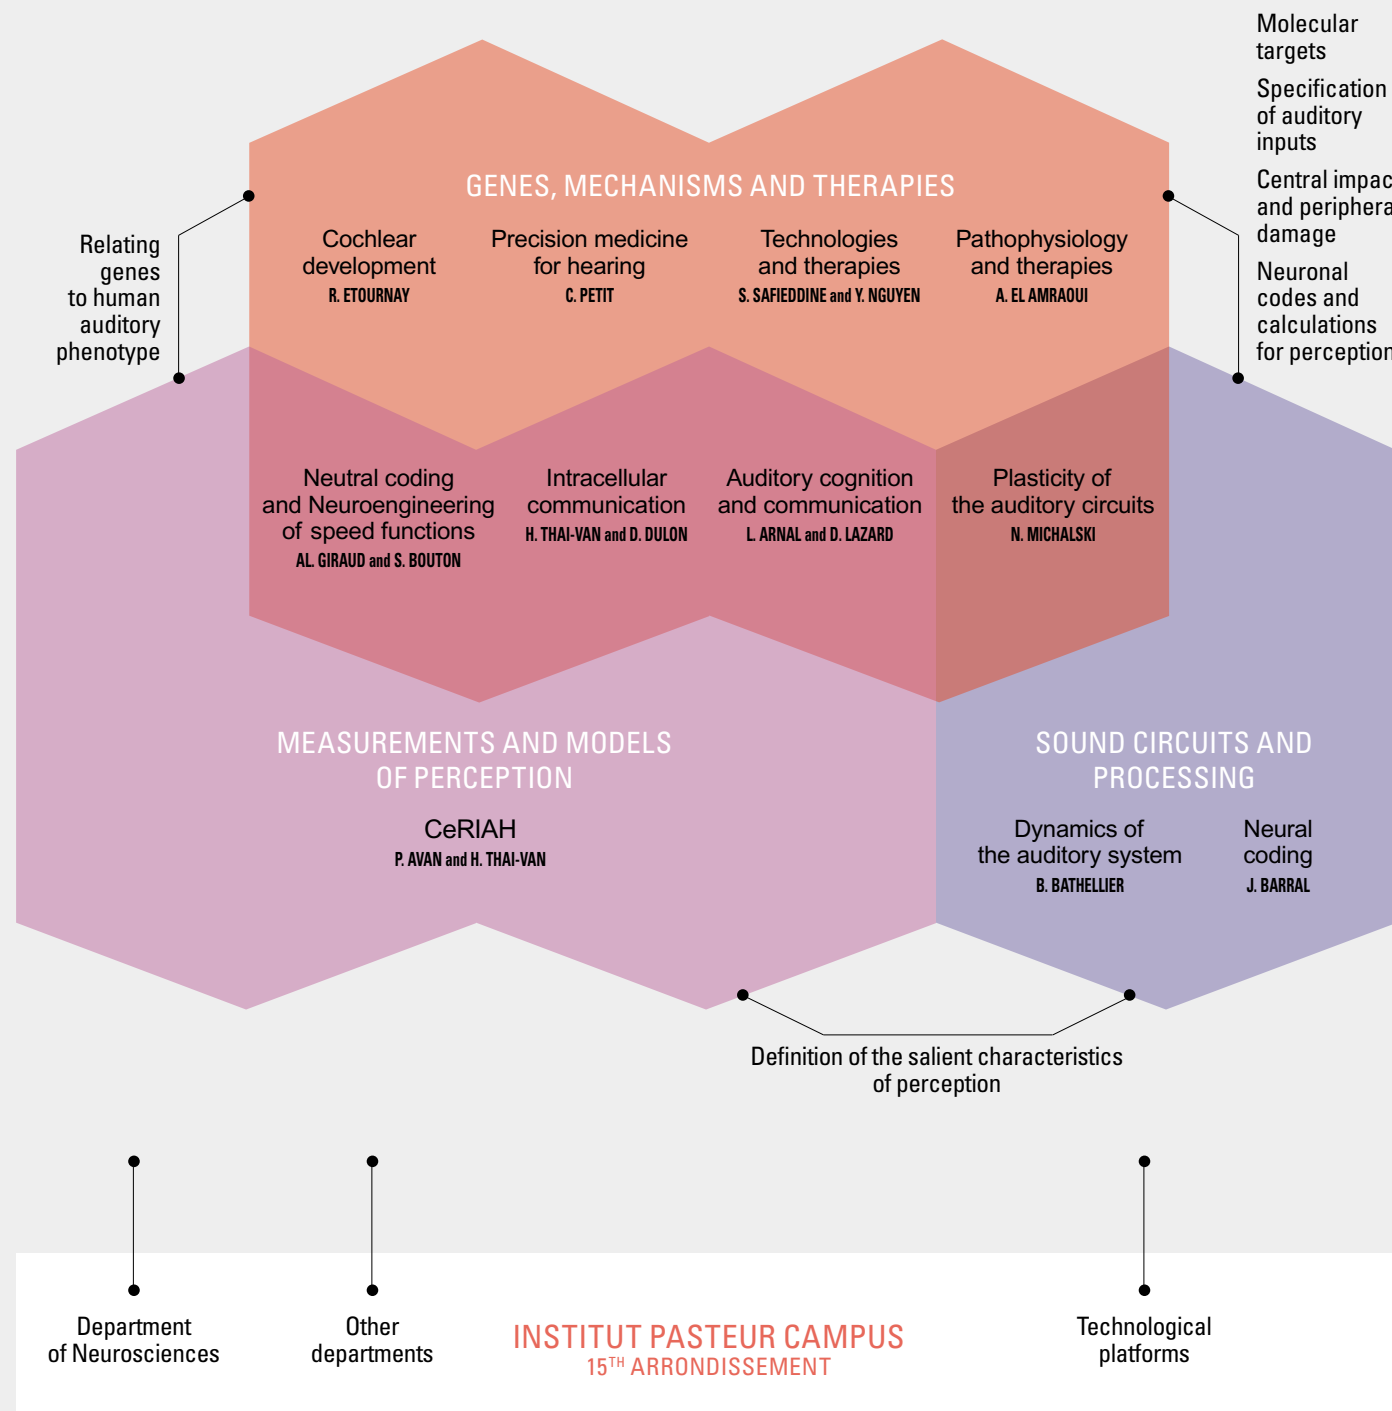 Molecular
targets
Specification
of auditory
inputs
Central impac
and periphera
damage
Neuronal
codes and
calculations
for perception
GENES, MECHANISMS AND THERAPIES
Relating
genes
to human
auditory
phenotype
Cochlear
development
R. ETOURNAY
Precision medicine
for hearing
C. PETIT
Technologies
and therapies
S. SAFIEDDINE and Y. NGUYEN
Pathophysiology
and therapies
A. EL AMRAOUI
Neutral coding
and Neuroengineering
of speed functions
AL. GIRAUD and S. BOUTON
Intracellular
communication
H. THAI-VAN and D. DULON
Auditory cognition
and communication
L. ARNAL and D. LAZARD
Plasticity of
the auditory circuits
N. MICHALSKI
MEASUREMENTS AND MODELS
OF PERCEPTION
CeRIAH
P. AVAN and H. THAI-VAN
SOUND CIRCUITS AND
PROCESSING
Dynamics of
the auditory system
B. BATHELLIER
Neural
coding
J. BARRAL
Definition of the salient characteristics
of perception
Department
of Neurosciences
Other
departments
INSTITUT PASTEUR CAMPUS
15TH ARRONDISSEMENT
Technological
platforms